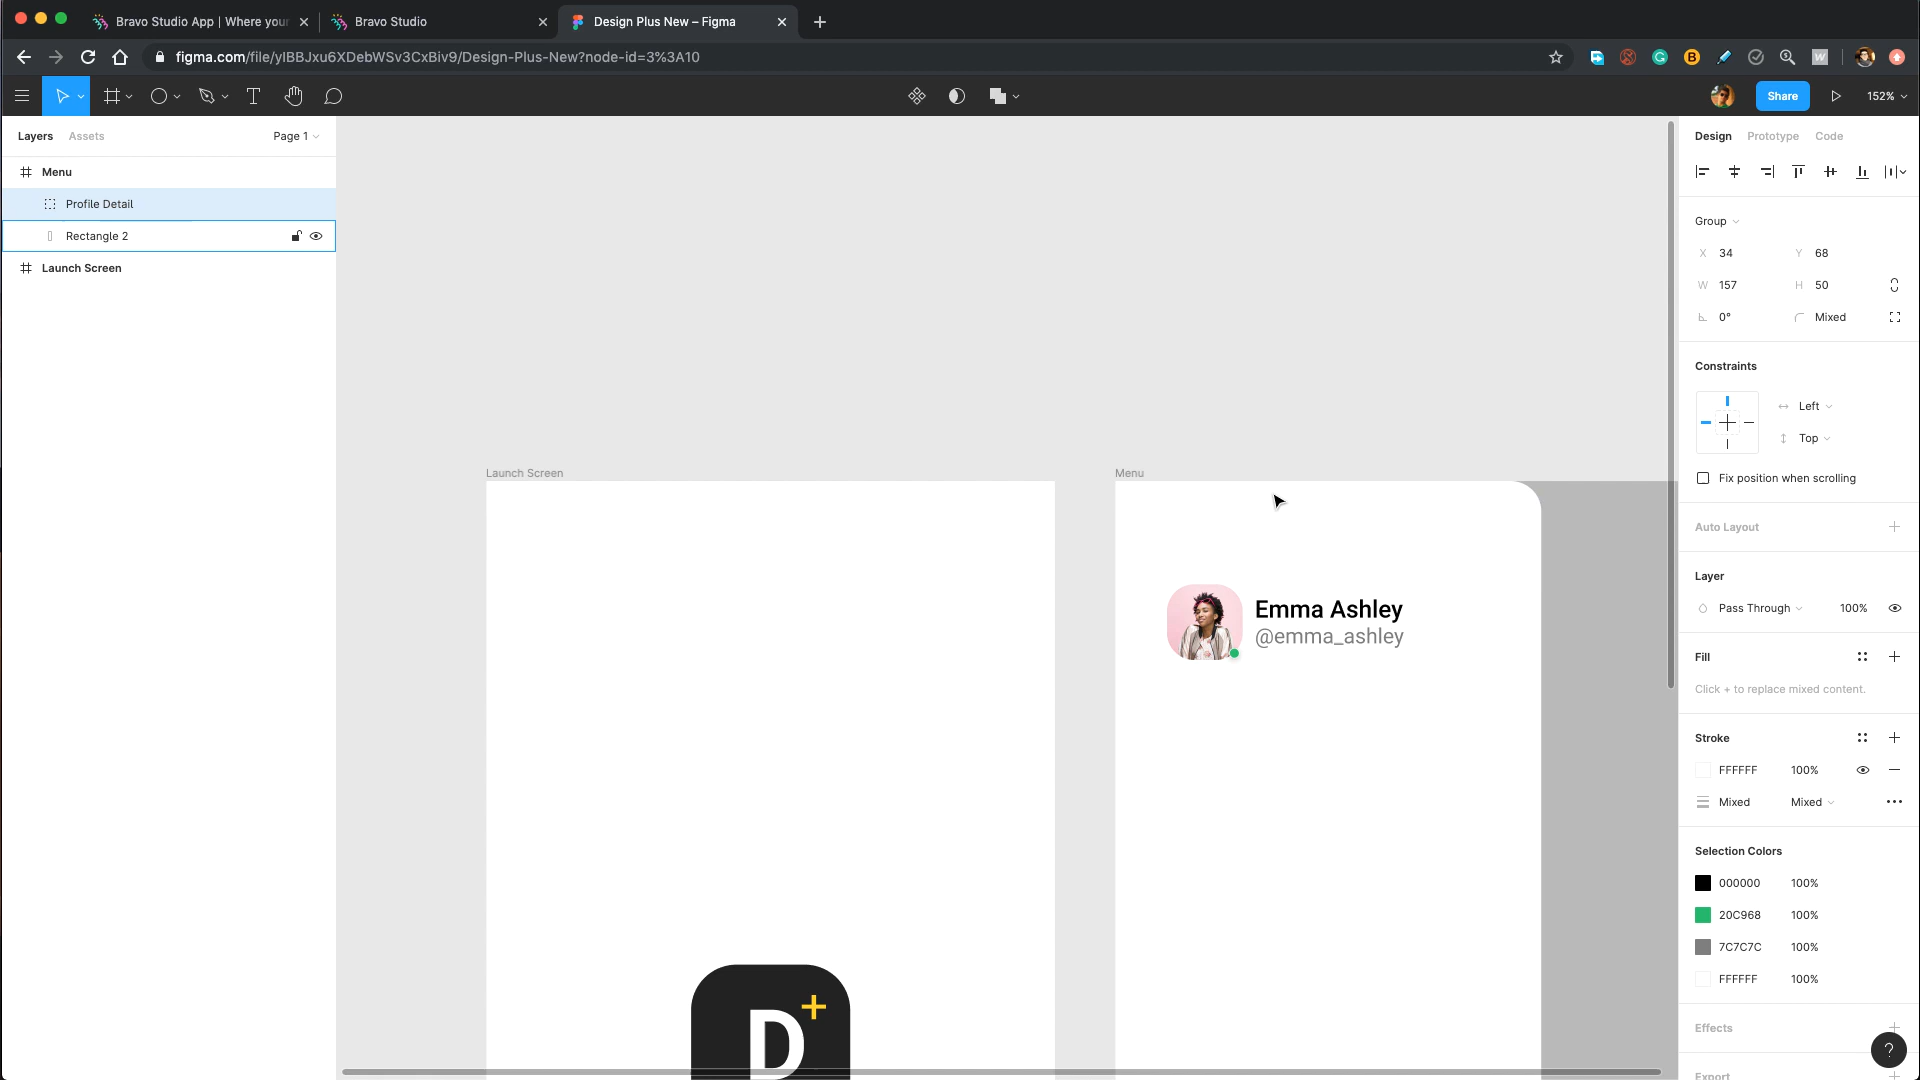 Bravo Studio App | Where your
Bravo Studio
Design Plus New – Figma
figma.com/file/yIBBJxu6XDebWSv3CxBiv9/Design-Plus-New?node-id=3%3A10
Share
152%
Layers
Assets
Page 1
Menu
Profile Detail
Rectangle 2
Launch Screen
Launch Screen
D+
Menu
Emma Ashley
@emma_ashley
Design
Prototype
Code
Group
X 34
Y 68
W 157
H 50
0°
Mixed
Constraints
Left
Top
Fix position when scrolling
Auto Layout
Layer
Pass Through
100%
Fill
Click + to replace mixed content.
Stroke
FFFFFF 100%
Mixed
Mixed
Selection Colors
000000 100%
20C968 100%
7C7C7C 100%
FFFFFF 100%
Effects
?
Export